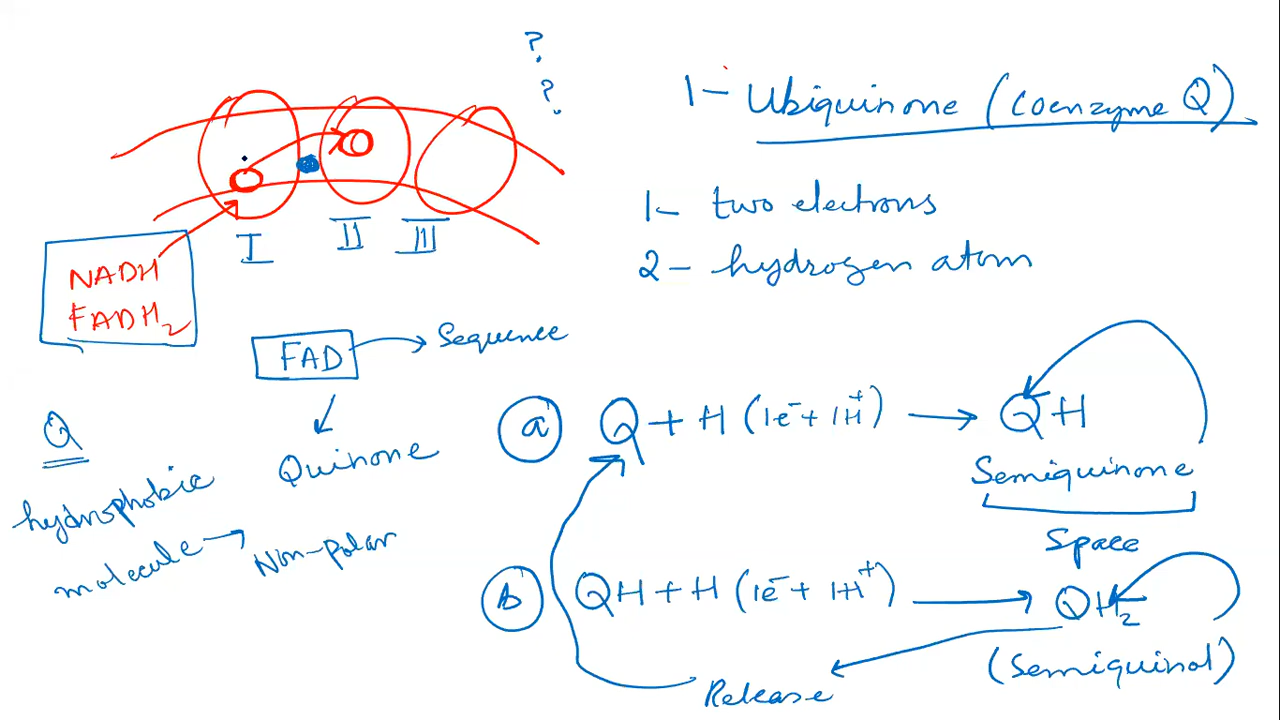 ?
?
1- Ubiquinone (Coenzyme Q)
1- two electrons
2- hydrogen atom
I II III
NADH
FADH₂
FAD → Sequence
Quinone
Q
hydrophobic
molecule → Non-polar
a Q + H (1e⁻ + 1H⁺) → QH
Semiquinone
Space
b QH + H (1e⁻ + 1H⁺) → QH₂
(Semiquinol)
Release